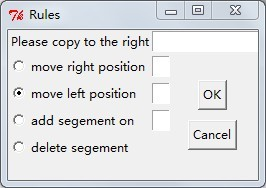 Rules
Please copy to the right
move right position
move left position
OK
add segement on
Cancel
delete segement